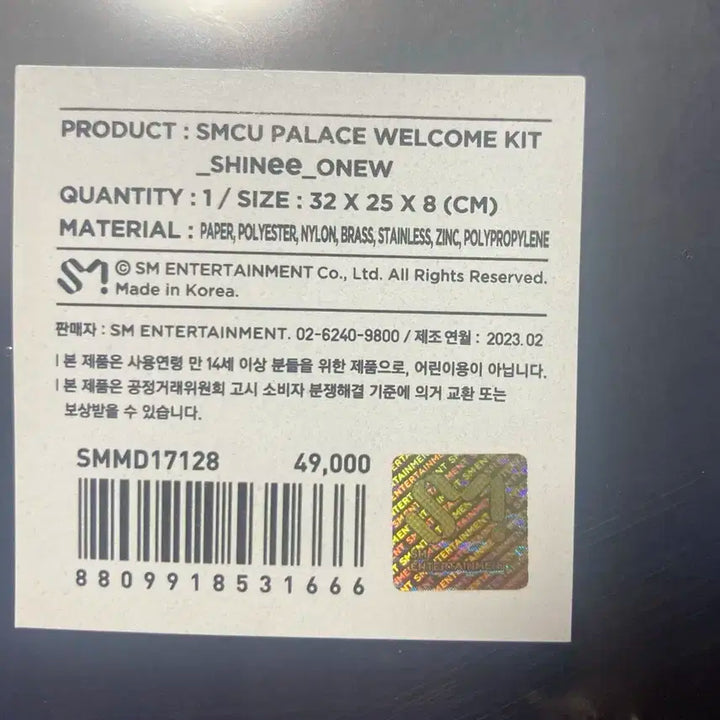 PRODUCT : SMCU PALACE WELCOME KIT
_SHINee_ONEW
QUANTITY : 1 / SIZE : 32 X 25 X 8 (CM)
MATERIAL : PAPER, POLYESTER, NYLON, BRASS, STAINLESS, ZINC, POLYPROPYLENE
SM
© SM ENTERTAINMENT Co., Ltd. All Rights Reserved.
Made in Korea.
판매자 : SM ENTERTAINMENT. 02-6240-9800 / 제조연월 : 2023.02
| 본 제품은 사용연령 만 14세 이상 분들을 위한 제품으로, 어린이용이 아닙니다.
| 본 제품은 공정거래위원회 고시 소비자 분쟁해결 기준에 의거 교환 또는
보상받을 수 있습니다.
SMMD17128 49,000
8809918531666
SM
ENTERTAINMENT